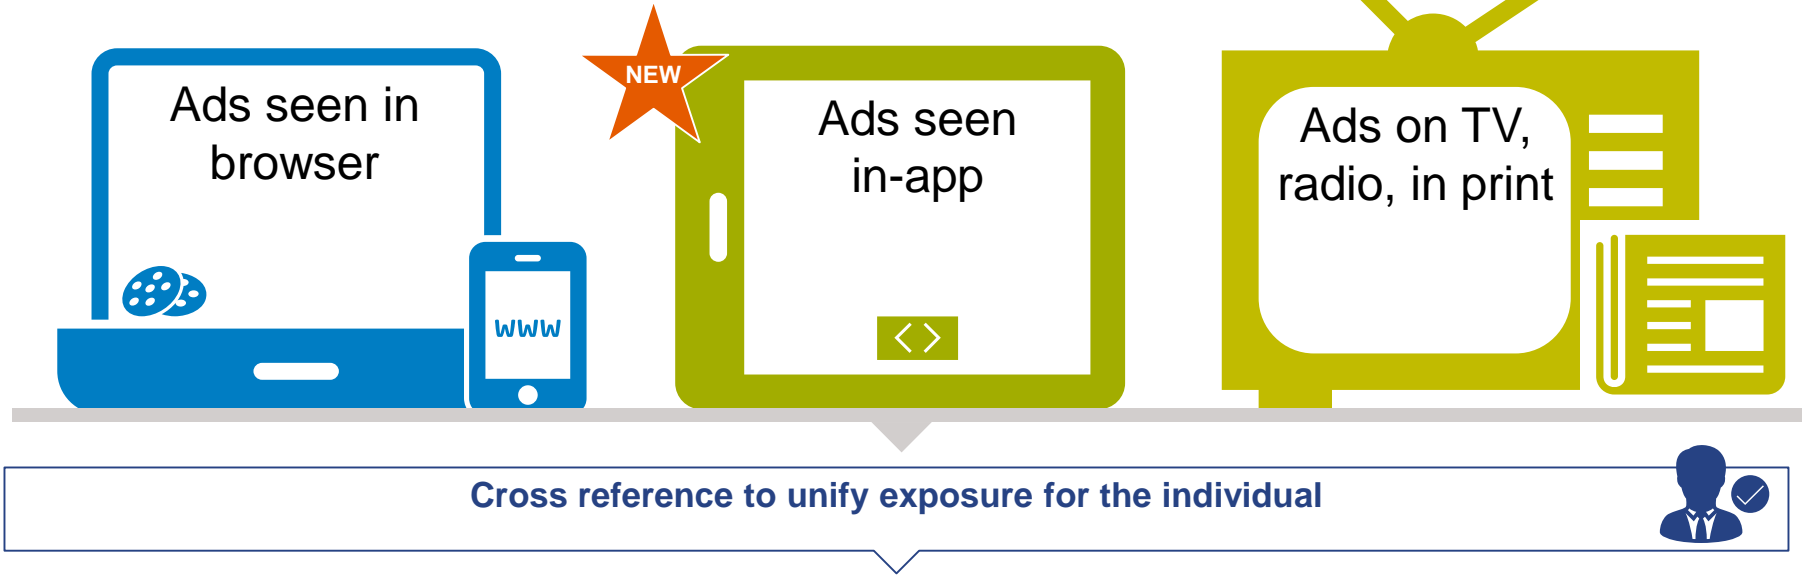 Ads seen in
browser
www
NEW
Ads seen
in-app
Ads on TV,
radio, in print
Cross reference to unify exposure for the individual